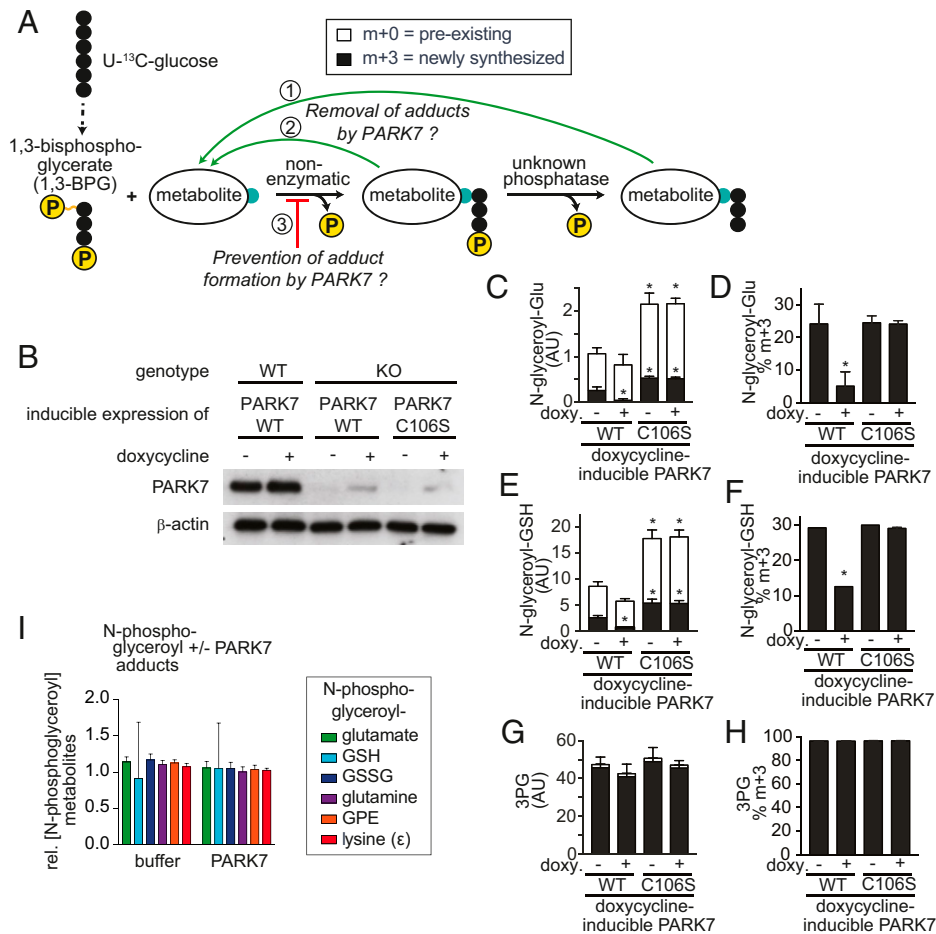 A
U-¹³C-glucose
m+0 = pre-existing
m+3 = newly synthesized
1
Removal of adducts
by PARK7 ?
2
1,3-bisphospho-
glycerate
(1,3-BPG)
P
P
+
metabolite
non-
enzymatic
P
3
Prevention of adduct
formation by PARK7 ?
metabolite
P
unknown
phosphatase
P
metabolite
B
genotype WT KO
inducible expression of PARK7 WT PARK7 WT PARK7 C106S
doxycycline - + - + - +
PARK7
β-actin
C
N-glyceroyl-Glu
(AU)
2
1
0
doxy. - + - +
WT C106S
doxycycline-
inducible PARK7
* * * * *
D
N-glyceroyl-Glu
% m+3
30
20
10
0
*
doxy. - + - +
WT C106S
doxycycline-
inducible PARK7
E
N-glyceroyl-GSH
(AU)
20
15
10
5
0
* * * * *
doxy. - + - +
WT C106S
doxycycline-
inducible PARK7
F
N-glyceroyl-GSH
% m+3
30
20
10
0
*
doxy. - + - +
WT C106S
doxycycline-
inducible PARK7
G
3PG
(AU)
60
40
20
0
doxy. - + - +
WT C106S
doxycycline-
inducible PARK7
H
3PG
% m+3
100
80
60
40
20
0
doxy. - + - +
WT C106S
doxycycline-
inducible PARK7
I
N-phospho-
glyceroyl +/- PARK7
adducts
rel. [N-phosphoglyceroyl]
metabolites
2.0
1.5
1.0
0.5
0.0
buffer PARK7
N-phospho-
glyceroyl-
glutamate
GSH
GSSG
glutamine
GPE
lysine (ε)